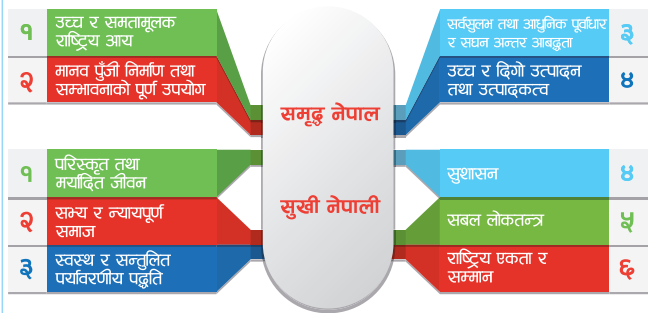 १
उच्च र समतामूलक
राष्ट्रिय आय
२
मानव पुँजी निर्माण तथा
सम्भावनाको पूर्ण उपयोग
सर्वसुलभ तथा आधुनिक पूर्वाधार
र सघन अन्तर आबद्धता
३
उच्च र दिगो उत्पादन
तथा उत्पादकत्व
४
समृद्ध नेपाल
१
परिस्कृत तथा
मर्यादित जीवन
२
सभ्य र न्यायपूर्ण
समाज
३
स्वस्थ र सन्तुलित
पर्यावरणीय पद्धति
सुखी नेपाली
सुशासन
४
सबल लोकतन्त्र
५
राष्ट्रिय एकता र
सम्मान
६